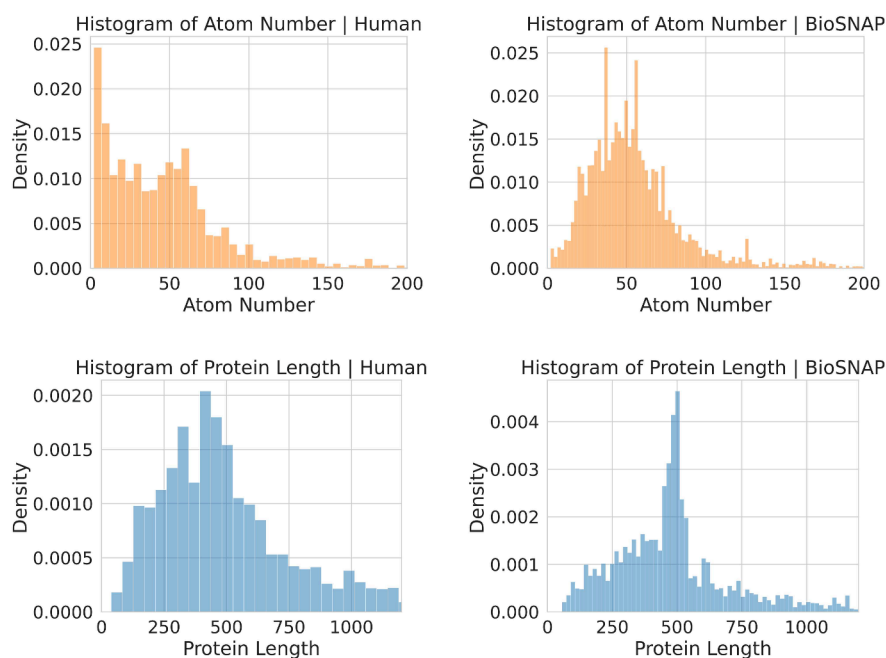 Histogram of Atom Number | Human
0.025
0.020
0.015
0.010
0.005
0.000
Density
0 50 100 150 200
Atom Number
Histogram of Atom Number | BioSNAP
0.025
0.020
0.015
0.010
0.005
0.000
Density
0 50 100 150 200
Atom Number
Histogram of Protein Length | Human
0.0020
0.0015
0.0010
0.0005
0.0000
Density
250 500 750 1000
Protein Length
Histogram of Protein Length | BioSNAP
0.004
0.003
0.002
0.001
0.000
Density
0 250 500 750 1000
Protein Length